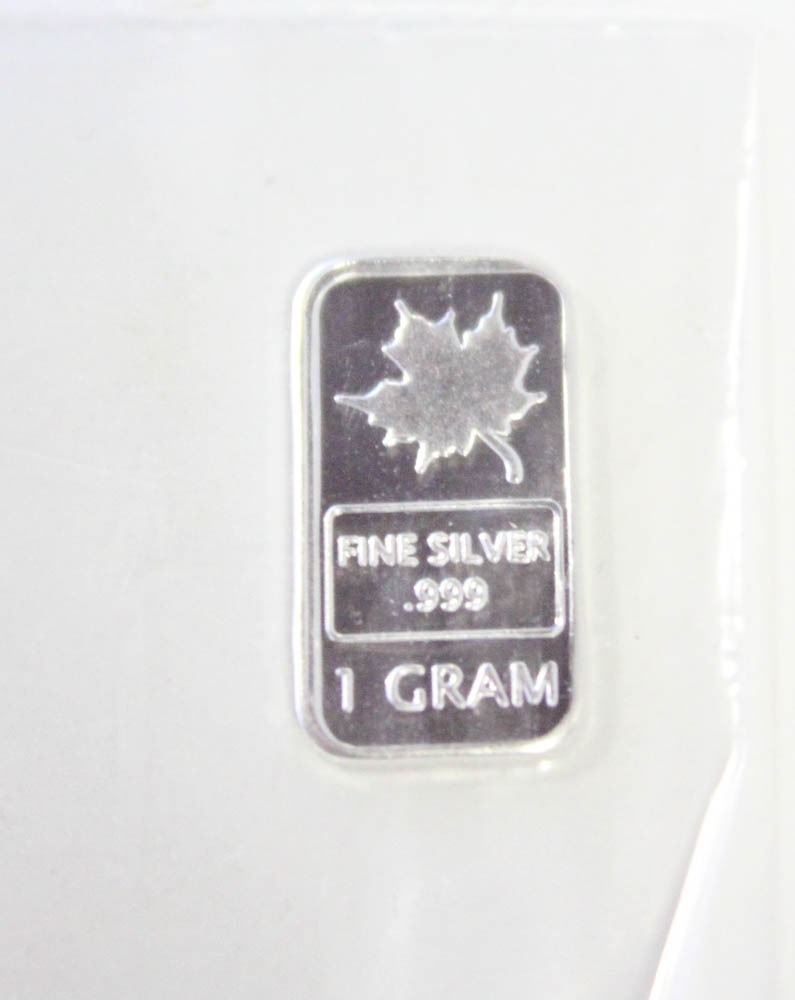 FINE SILVER
.999
1 GRAM